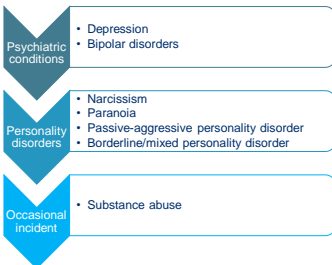 Psychiatric
conditions
• Depression
• Bipolar disorders
Personality
disorders
• Narcissism
• Paranoia
• Passive-aggressive personality disorder
• Borderline/mixed personality disorder
Occasional
incident
• Substance abuse